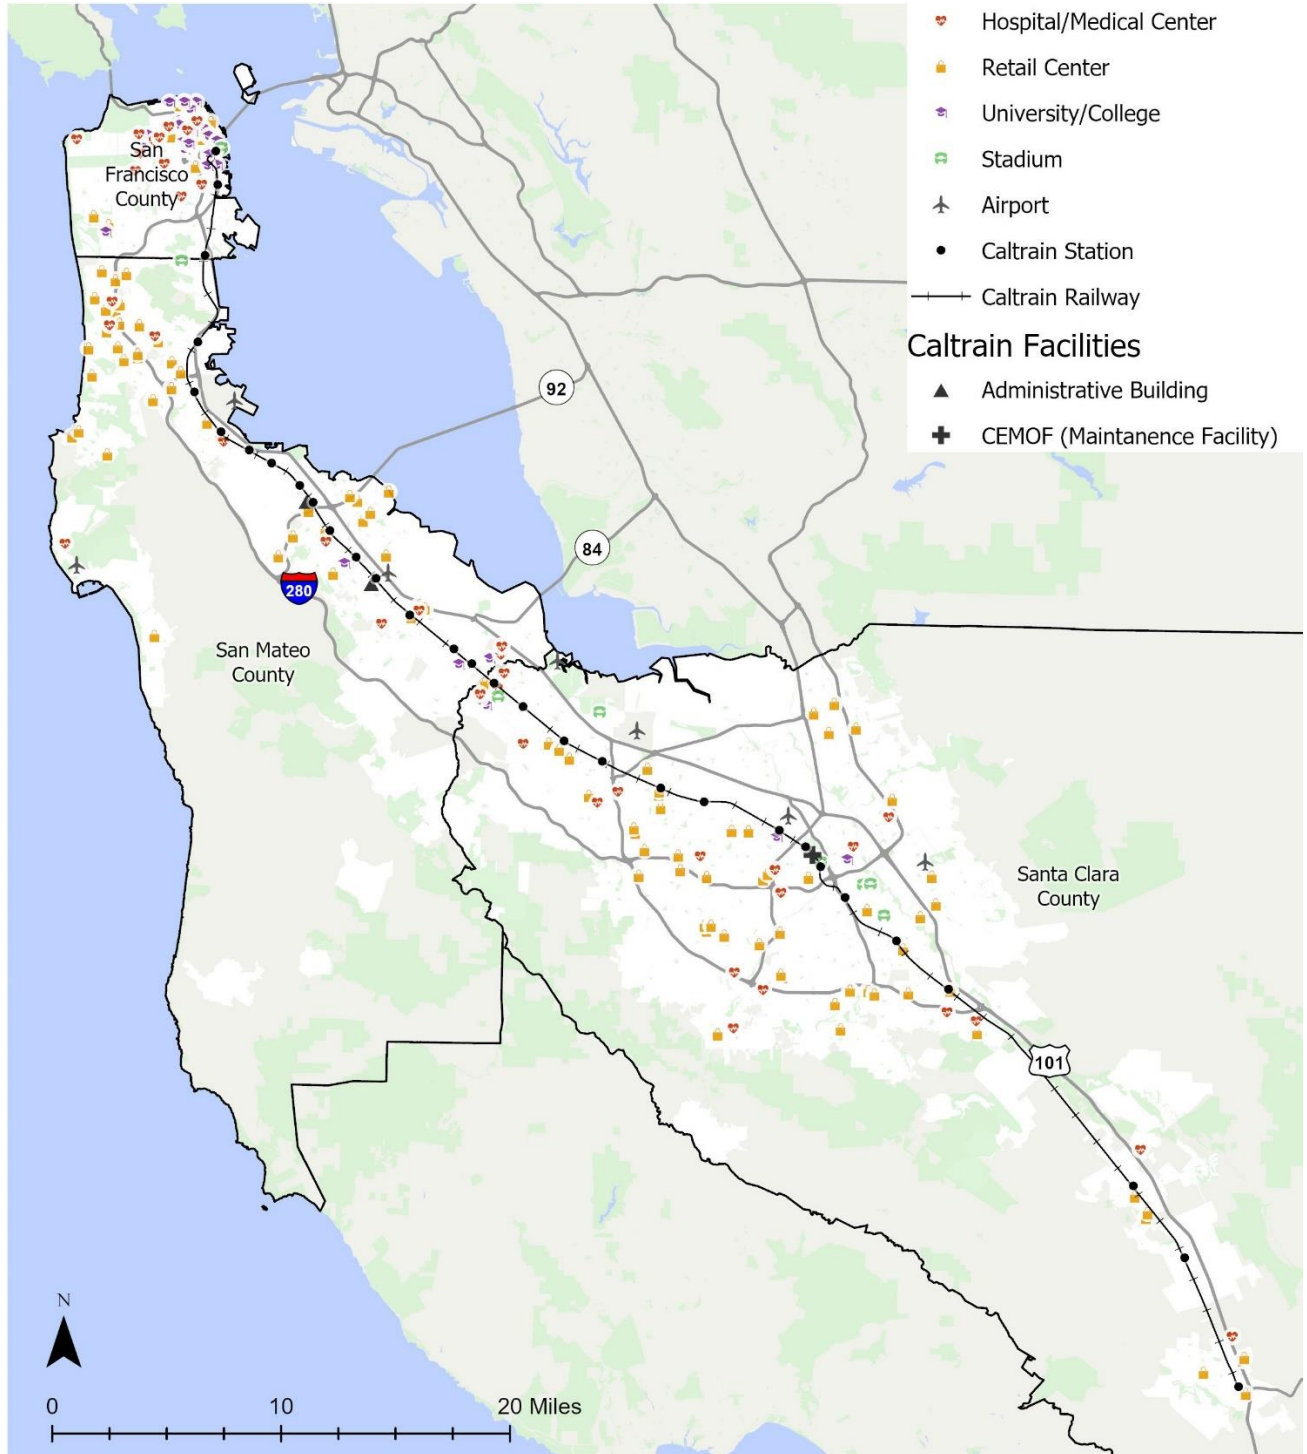 Hospital/Medical Center
Retail Center
University/College
Stadium
Airport
Caltrain Station
Caltrain Railway
Caltrain Facilities
Administrative Building
CEMOF (Maintanence Facility)
San
Francisco
County
92
84
280
San Mateo
County
Santa Clara
County
101
N
0 10 20 Miles